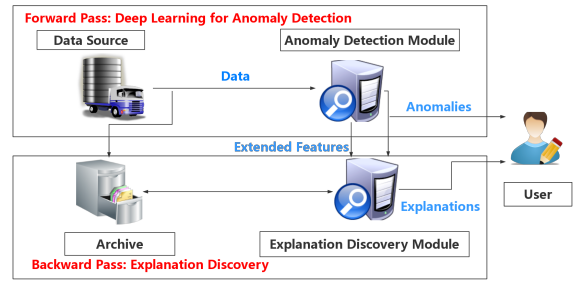 Forward Pass: Deep Learning for Anomaly Detection
Data Source
Anomaly Detection Module
Data
Anomalies
Extended Features
Explanations
User
Archive
Explanation Discovery Module
Backward Pass: Explanation Discovery